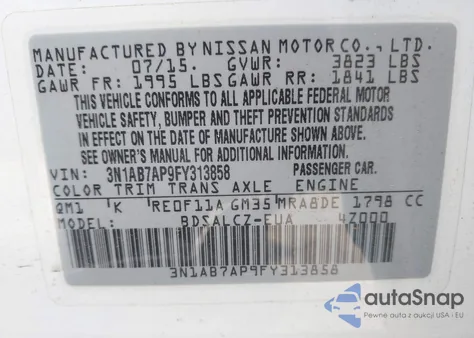 MANUFACTURED BY NISSAN MOTOR CO., LTD.
DATE: 07/15. GVWR: 3823 LBS
GAWR FR: 1995 LBS GAWR RR: 1841 LBS
THIS VEHICLE CONFORMS TO ALL APPLICABLE FEDERAL MOTOR
VEHICLE SAFETY, BUMPER AND THEFT PREVENTION STANDARDS
IN EFFECT ON THE DATE OF MANUFACTURE SHOWN ABOVE.
SEE OWNER'S MANUAL FOR ADDITIONAL INFORMATION.
VIN: 3N1AB7AP9FY313858 PASSENGER CAR.
COLOR TRIM TRANS AXLE ENGINE
QM1 K RE0F11A GM35 MRA8DE 1798 CC
MODEL: BDSALCZ-EUA 4Z000
3N1AB7AP9FY313858
autoSnap
Pewne auta z aukcji USA i EU